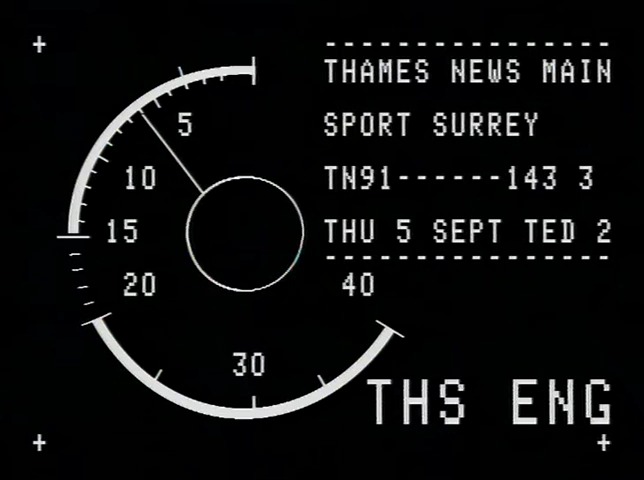 THAMES NEWS MAIN
SPORT SURREY
TN91------143 3
THU 5 SEPT TED 2
5
10
15
20
30
40
THS ENG